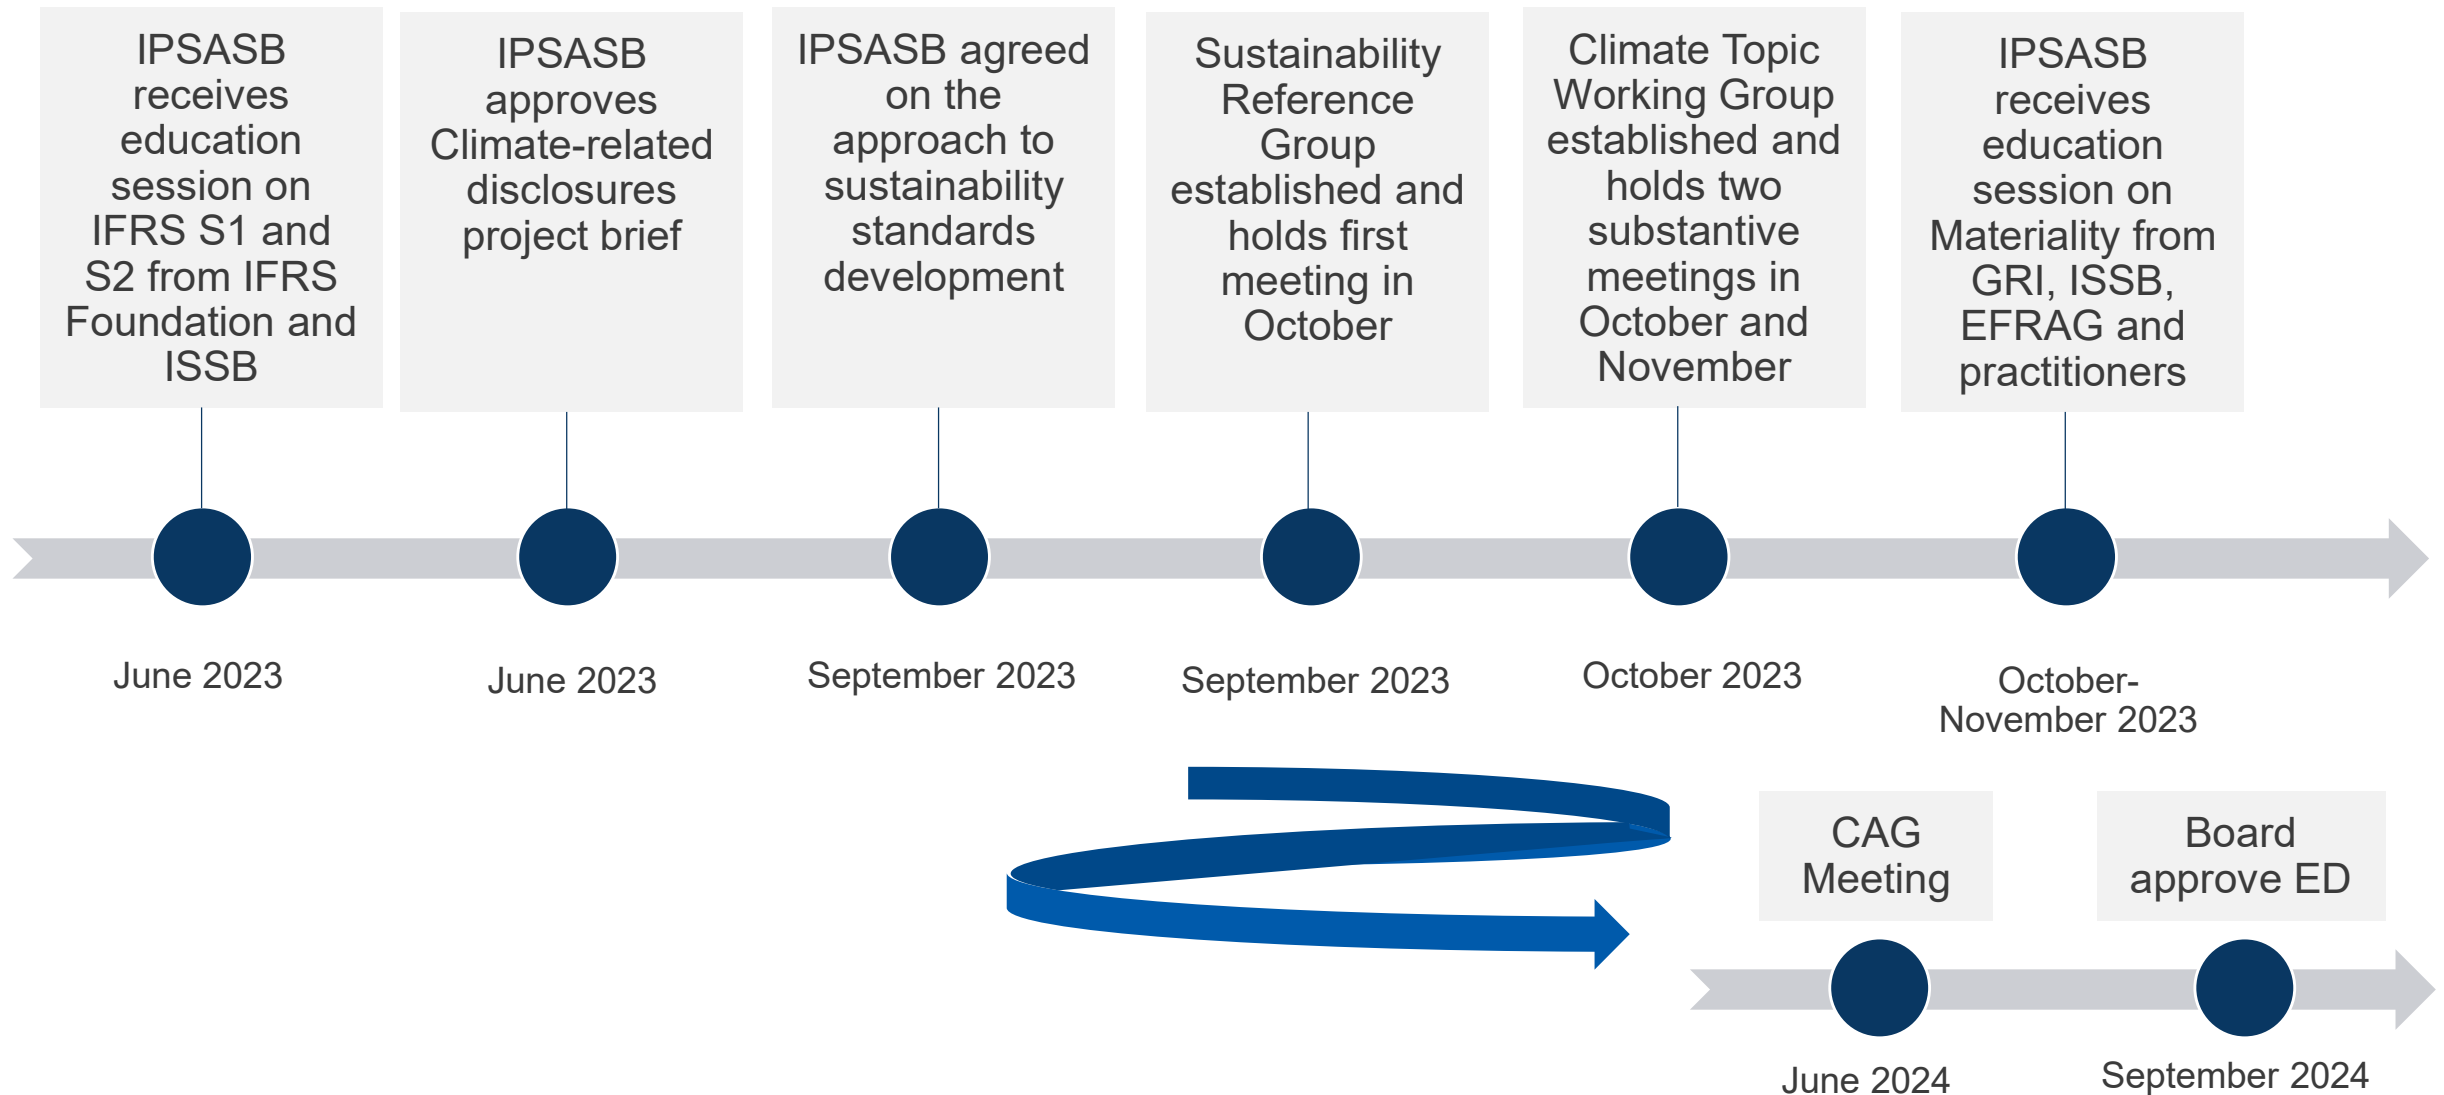 IPSASB
receives
education
session on
IFRS S1 and
S2 from IFRS
Foundation and
ISSB
IPSASB
approves
Climate-related
disclosures
project brief
IPSASB agreed
on the
approach to
sustainability
standards
development
Sustainability
Reference
Group
established and
holds first
meeting in
October
Climate Topic
Working Group
established and
holds two
substantive
meetings in
October and
November
IPSASB
receives
education
session on
Materiality from
GRI, ISSB,
EFRAG and
practitioners
June 2023
June 2023
September 2023
September 2023
October 2023
October-
November 2023
CAG
Meeting
Board
approve ED
June 2024
September 2024